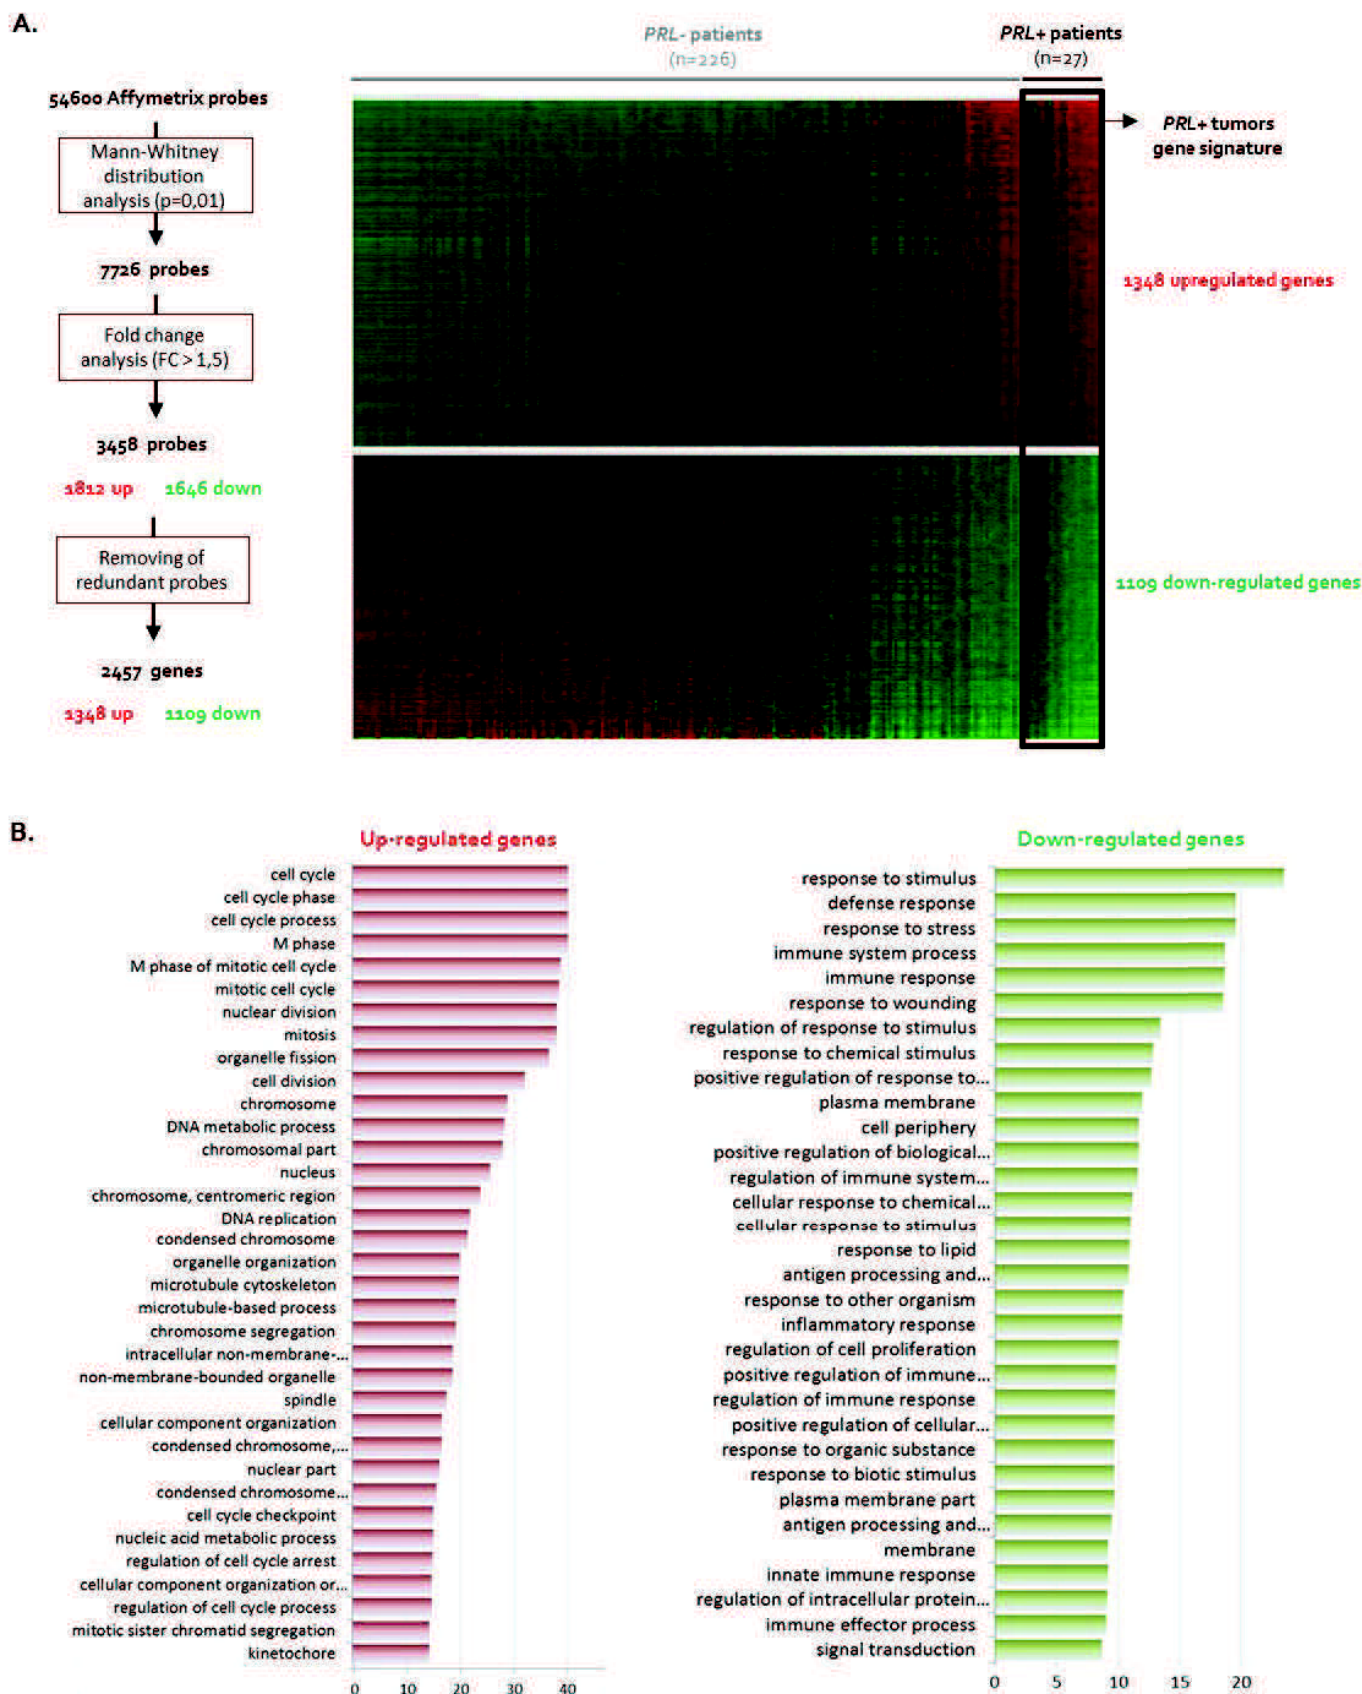 A.
PRL- patients
(n=226)
PRL+ patients
(n=27)
54600 Affymetrix probes
Mann-Whitney
distribution
analysis (p=0,01)
7726 probes
Fold change
analysis (FC > 1,5)
3458 probes
1812 up 1646 down
Removing of
redundant probes
2457 genes
1348 up 1109 down
PRL+ tumors
gene signature
1348 upregulated genes
1109 down-regulated genes
B.
Up-regulated genes
cell cycle
cell cycle phase
cell cycle process
M phase
M phase of mitotic cell cycle
mitotic cell cycle
nuclear division
mitosis
organelle fission
cell division
chromosome
DNA metabolic process
chromosomal part
nucleus
chromosome, centromeric region
DNA replication
condensed chromosome
organelle organization
microtubule cytoskeleton
microtubule-based process
chromosome segregation
intracellular non-membrane-...
non-membrane-bounded organelle
spindle
cellular component organization
condensed chromosome,...
nuclear part
condensed chromosome...
cell cycle checkpoint
nucleic acid metabolic process
regulation of cell cycle arrest
cellular component organization or...
regulation of cell cycle process
mitotic sister chromatid segregation
kinetochore
0 10 20 30 40
Down-regulated genes
response to stimulus
defense response
response to stress
immune system process
immune response
response to wounding
regulation of response to stimulus
response to chemical stimulus
positive regulation of response to...
plasma membrane
cell periphery
positive regulation of biological...
regulation of immune system...
cellular response to chemical...
cellular response to stimulus
response to lipid
antigen processing and...
response to other organism
inflammatory response
regulation of cell proliferation
positive regulation of immune...
regulation of immune response
positive regulation of cellular...
response to organic substance
response to biotic stimulus
plasma membrane part
antigen processing and...
membrane
innate immune response
regulation of intracellular protein...
immune effector process
signal transduction
0 5 10 15 20